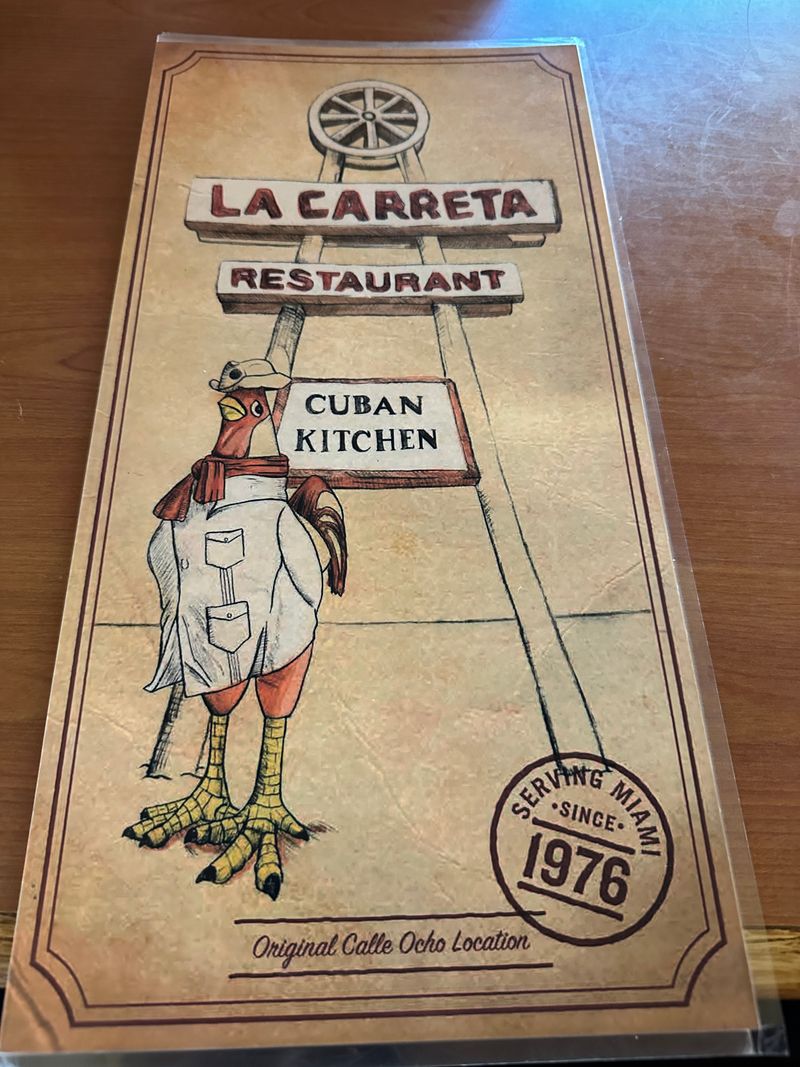 LA CARRETA
RESTAURANT
CUBAN
KITCHEN
SERVING MIAMI
·SINCE·
1976
Original Calle Ocho Location